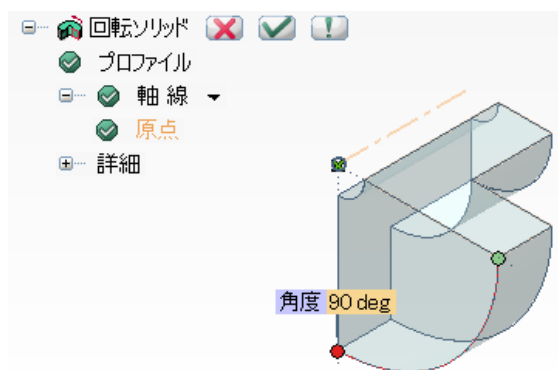 回転ソリッド
プロファイル
軸線
原点
詳細
角度 90 deg